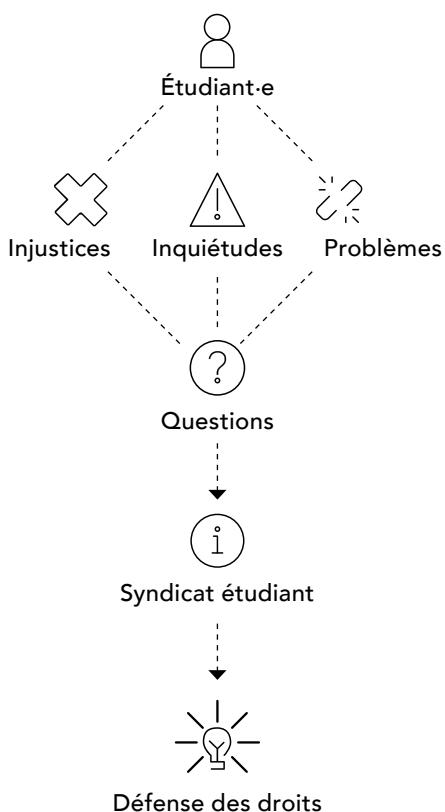 Étudiant·e
Injustices Inquiétudes Problèmes
Questions
Syndicat étudiant
Défense des droits